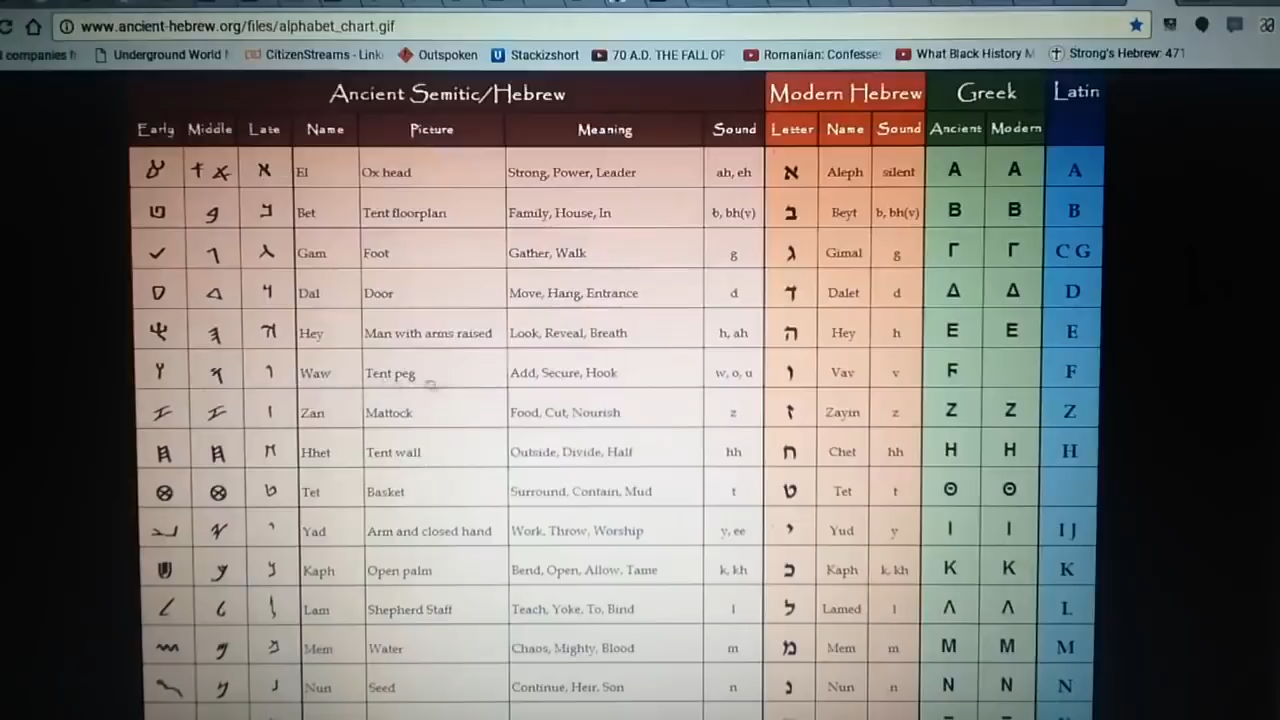 www.ancient-hebrew.org/files/alphabet_chart.gif
companies Underground World CitizenStreams - Link Outspoken Stackizshort 70 A.D. THE FALL OF Romanian: Confesse What Black History M Strong's Hebrew: 471
Ancient Semitic/Hebrew Modern Hebrew Greek Latin
Early Middle Late Name Picture Meaning Sound Letter Name Sound Ancient Modern
El Ox head Strong, Power, Leader ah, eh א Aleph silent Α Α A
Bet Tent floorplan Family, House, In b, bh(v) ב Beyt b, bh(v) Β Β B
Gam Foot Gather, Walk g ג Gimal g Γ Γ C G
Dal Door Move, Hang, Entrance d ד Dalet d Δ Δ D
Hey Man with arms raised Look, Reveal, Breath h, ah ה Hey h Ε Ε E
Waw Tent peg Add, Secure, Hook w, o, u ו Vav v F F
Zan Mattock Food, Cut, Nourish z ז Zayin z Ζ Ζ Z
Hhet Tent wall Outside, Divide, Half hh ח Chet hh Η Η H
Tet Basket Surround, Contain, Mud t ט Tet t Θ Θ
Yad Arm and closed hand Work, Throw, Worship y, ee י Yud y Ι Ι I J
Kaph Open palm Bend, Open, Allow, Tame k, kh כ Kaph k, kh Κ Κ K
Lam Shepherd Staff Teach, Yoke, To, Bind l ל Lamed l Λ Λ L
Mem Water Chaos, Mighty, Blood m מ Mem m Μ Μ M
Nun Seed Continue, Heir, Son n נ Nun n Ν Ν N